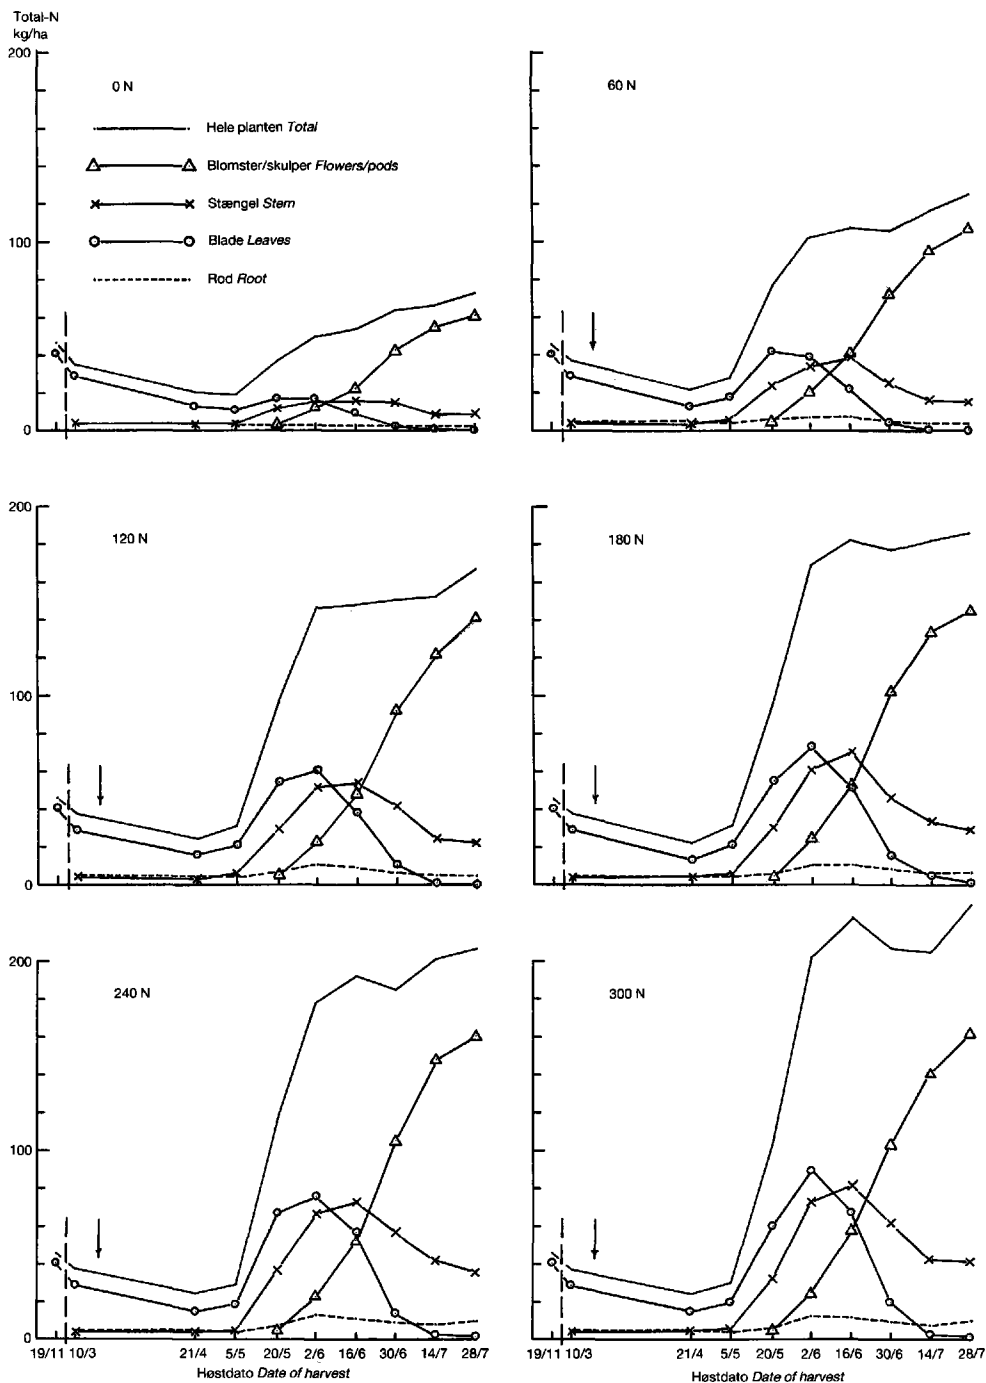 Total-N
kg/ha
200
0 N
60 N
Hele planten Total
Blomster/skulper Flowers/pods
Stængel Stem
100
Blade Leaves
Rod Root
0
200
120 N
180 N
100
0
200
240 N
300 N
100
0
19/11 10/3 21/4 5/5 20/5 2/6 16/6 30/6 14/7 28/7
19/11 10/3 21/4 5/5 20/5 2/6 16/6 30/6 14/7 28/7
Høstdato Date of harvest
Høstdato Date of harvest